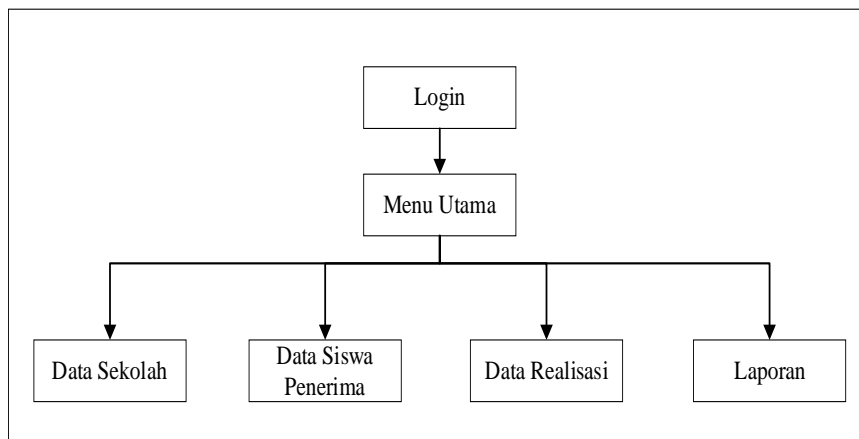 Login
Menu Utama
Data Sekolah
Data Siswa
Penerima
Data Realisasi
Laporan